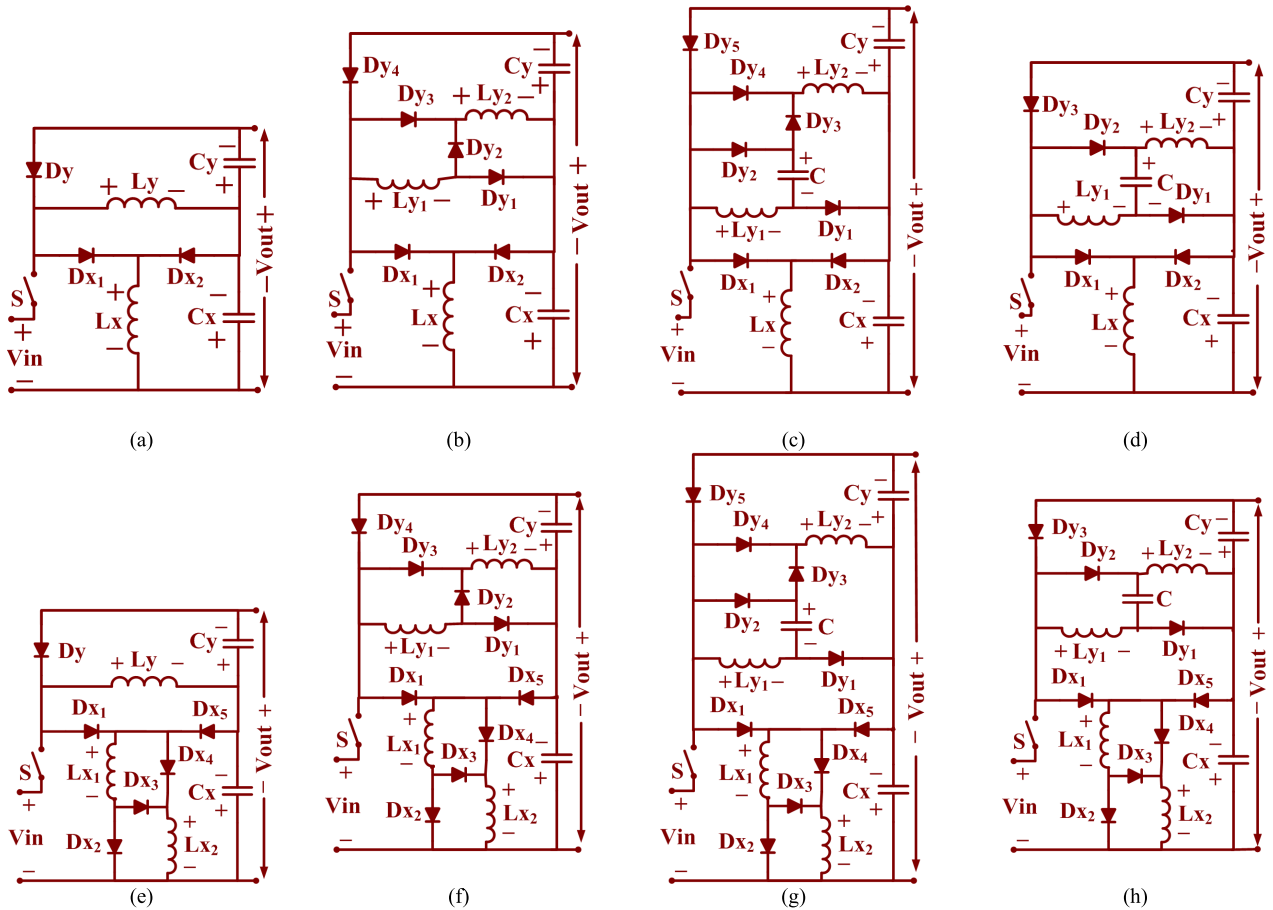 Dy
+ Ly −
− Cy +
Dx₁ Dx₂
S
+ Vin −
+ Lx −
− Cx +
− Vout +
(a)
Dy₄
− Cy +
Dy₃
+ Ly₂ −
Dy₂
+ Ly₁ −
Dy₁
Dx₁ Dx₂
S
+ Vin −
+ Lx −
− Cx +
− Vout +
(b)
Dy₅
− Cy +
Dy₄
+ Ly₂ −
Dy₃
Dy₂
+ C −
+Ly₁−
Dy₁
Dx₁ Dx₂
S
+ Vin −
+ Lx −
− Cx +
− Vout +
(c)
Dy₃
− Cy +
Dy₂
+ Ly₂ −
+ C −
+ Ly₁ −
Dy₁
Dx₁ Dx₂
S
+ Vin −
+ Lx −
− Cx +
− Vout +
(d)
Dy
+ Ly −
− Cy +
Dx₁ Dx₅
S
+ Vin −
+ Lx₁ −
Dx₄
Dx₃
Dx₂
+ Lx₂ −
− Cx +
− Vout +
(e)
Dy₄
− Cy +
Dy₃
+ Ly₂ −
Dy₂
+Ly₁−
Dy₁
Dx₁ Dx₅
S
+ Vin −
+ Lx₁ −
Dx₄
Dx₃
Dx₂
+ Lx₂ −
− Cx +
− Vout +
(f)
Dy₅
− Cy +
Dy₄
+ Ly₂ −
Dy₃
Dy₂
+ C −
+Ly₁−
Dy₁
Dx₁ Dx₅
S
+ Vin −
+ Lx₁ −
Dx₄
Dx₃
Dx₂
+ Lx₂ −
− Cx +
− Vout +
(g)
Dy₃
− Cy +
Dy₂
+ Ly₂ −
C
+Ly₁ −
Dy₁
Dx₁ Dx₅
S
+ Vin −
+ Lx₁ −
Dx₄
Dx₃
Dx₂
+ Lx₂ −
− Cx +
− Vout +
(h)